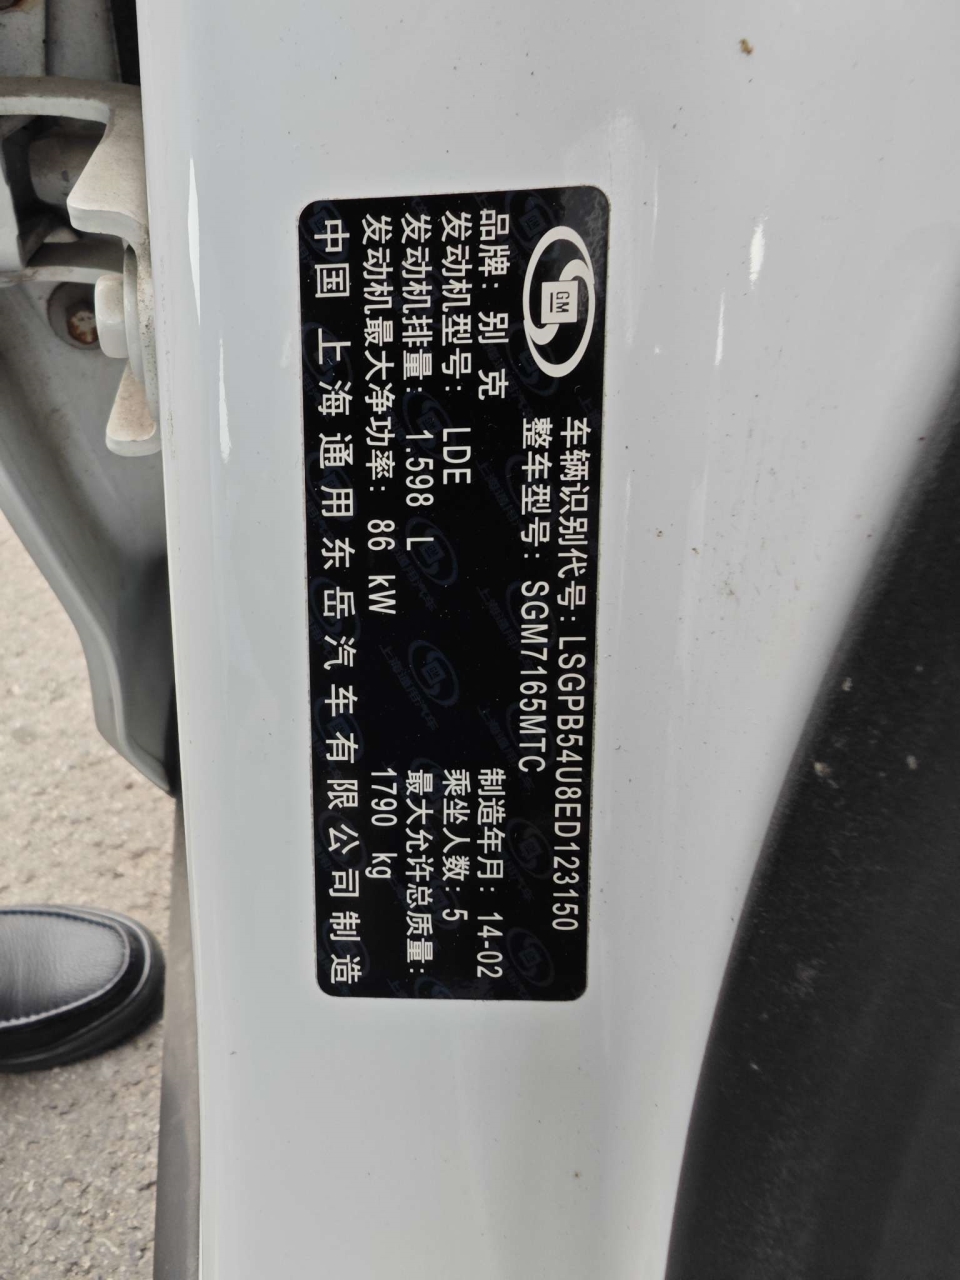 GM
车辆识别代号:LSGPB54U8ED123150
整车型号:SGM7165MTC
品牌:别克
制造年月:14-02
发动机型号:LDE
乘坐人数:5
发动机排量:1.598 L
最大允许总质量:
发动机最大净功率:86 kW
1790 kg
中国上海通用东岳汽车有限公司制造